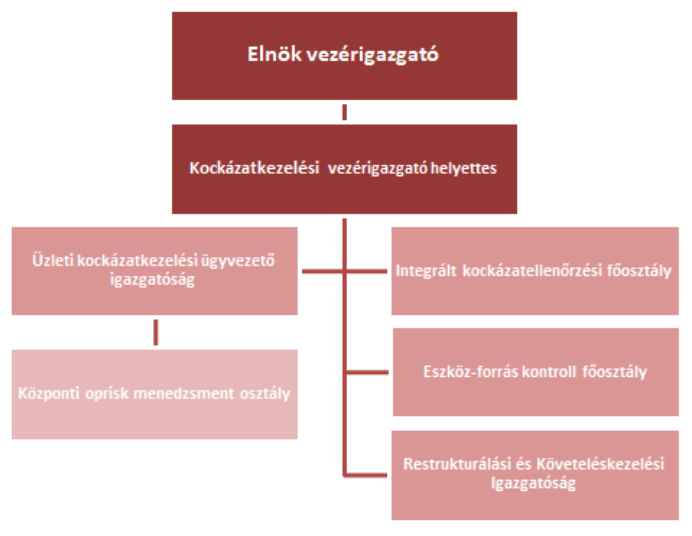 Elnök vezérigazgató
Kockázatkezelési vezérigazgató helyettes
Üzleti kockázatkezelési ügyvezető
igazgatóság
Integrált kockázatellenőrzési főosztály
Központi oprisk menedzsment osztály
Eszköz-forrás kontroll főosztály
Restrukturálási és Követeléskezelési
Igazgatóság